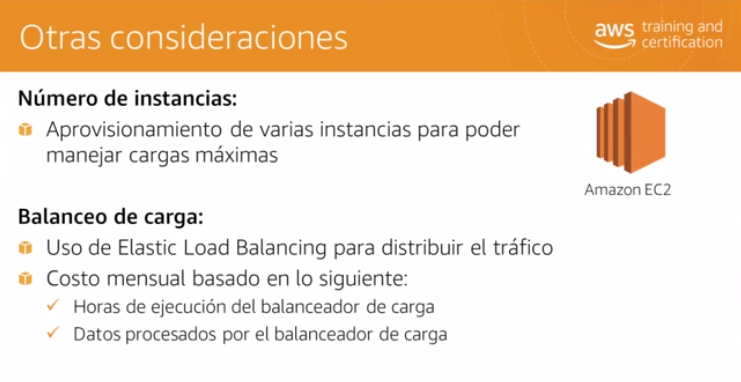 Otras consideraciones
aws training and
certification
Número de instancias:
Aprovisionamiento de varias instancias para poder
manejar cargas máximas
Amazon EC2
Balanceo de carga:
Uso de Elastic Load Balancing para distribuir el tráfico
Costo mensual basado en lo siguiente:
Horas de ejecución del balanceador de carga
Datos procesados por el balanceador de carga